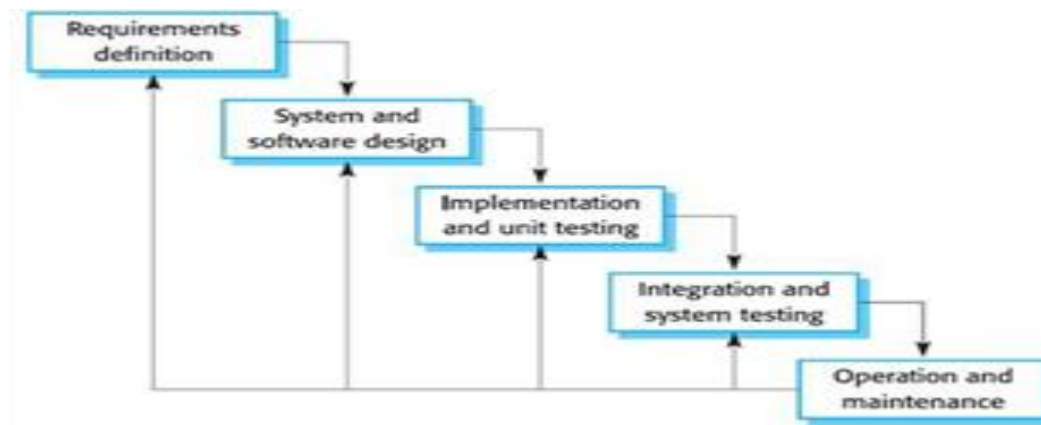 Requirements
definition
System and
software design
Implementation
and unit testing
Integration and
system testing
Operation and
maintenance